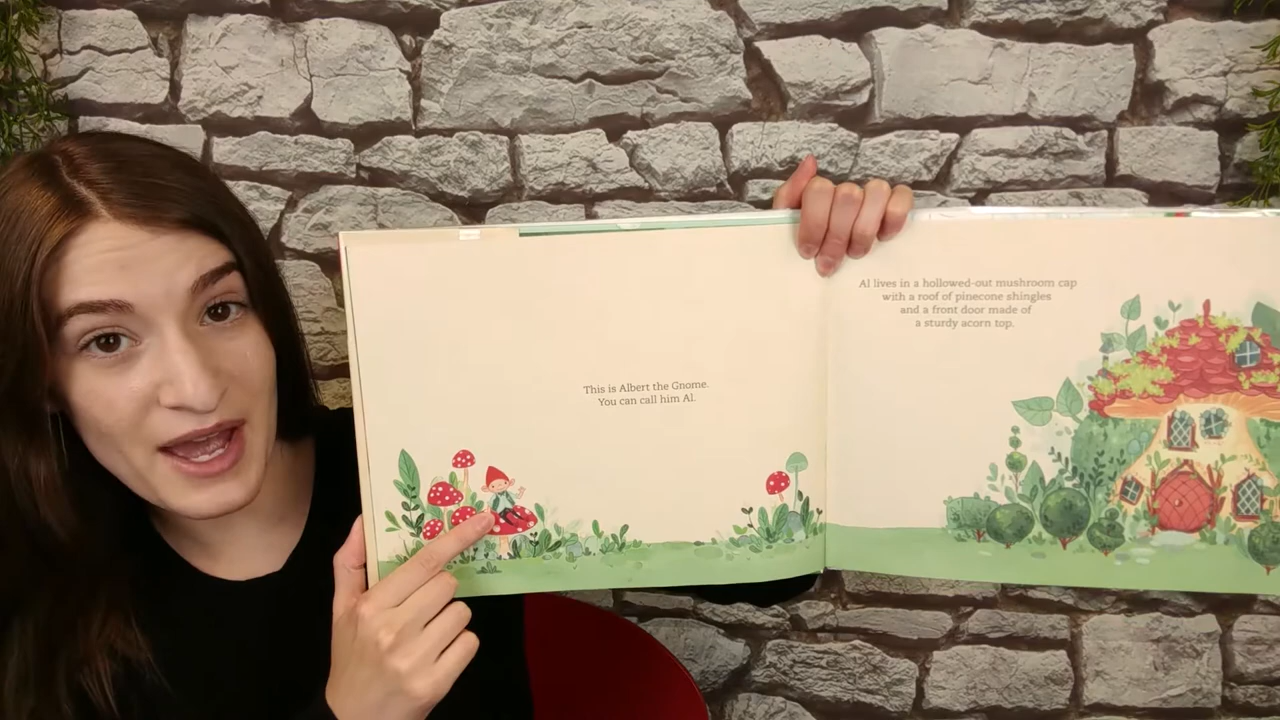 This is Albert the Gnome.
You can call him Al.
Al lives in a hollowed-out mushroom cap
with a roof of pinecone shingles
and a front door made of
a sturdy acorn top.